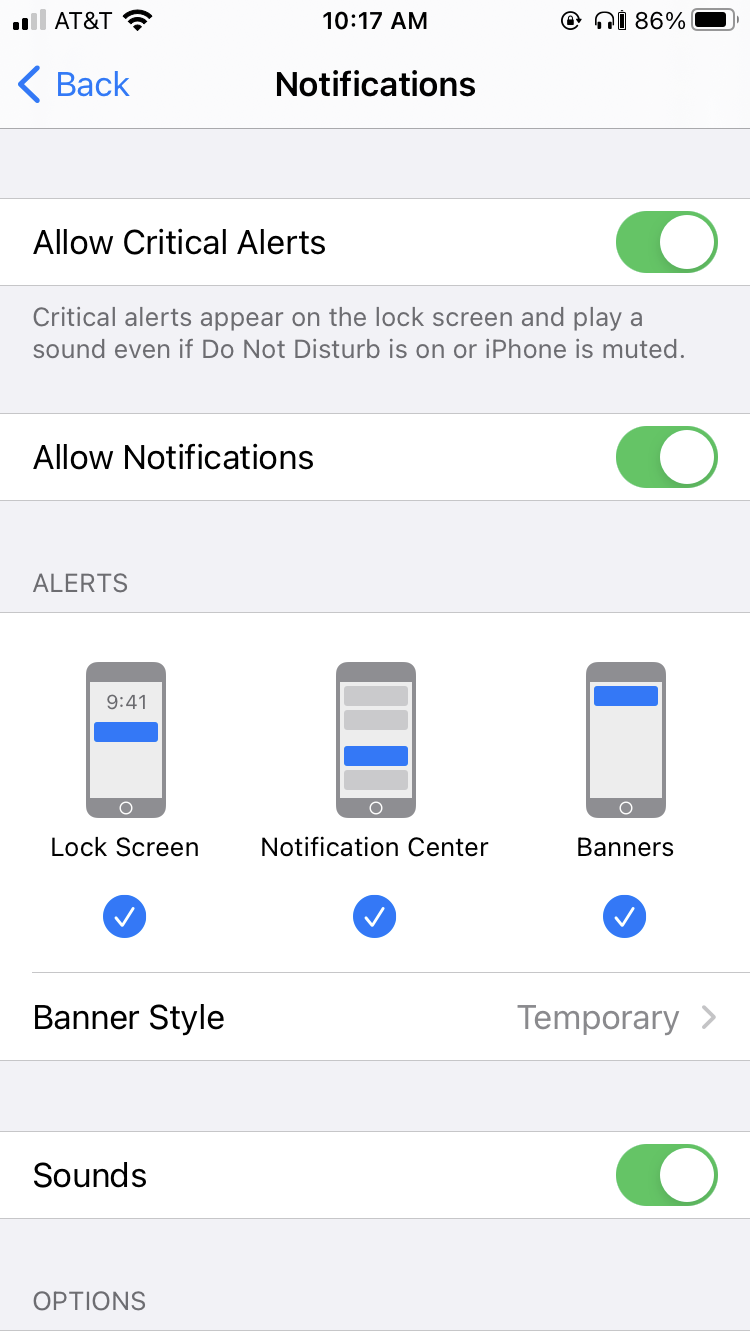 AT&T 10:17 AM 86%
Back Notifications
Allow Critical Alerts
Critical alerts appear on the lock screen and play a
sound even if Do Not Disturb is on or iPhone is muted.
Allow Notifications
ALERTS
9:41
Lock Screen Notification Center Banners
Banner Style Temporary
Sounds
OPTIONS